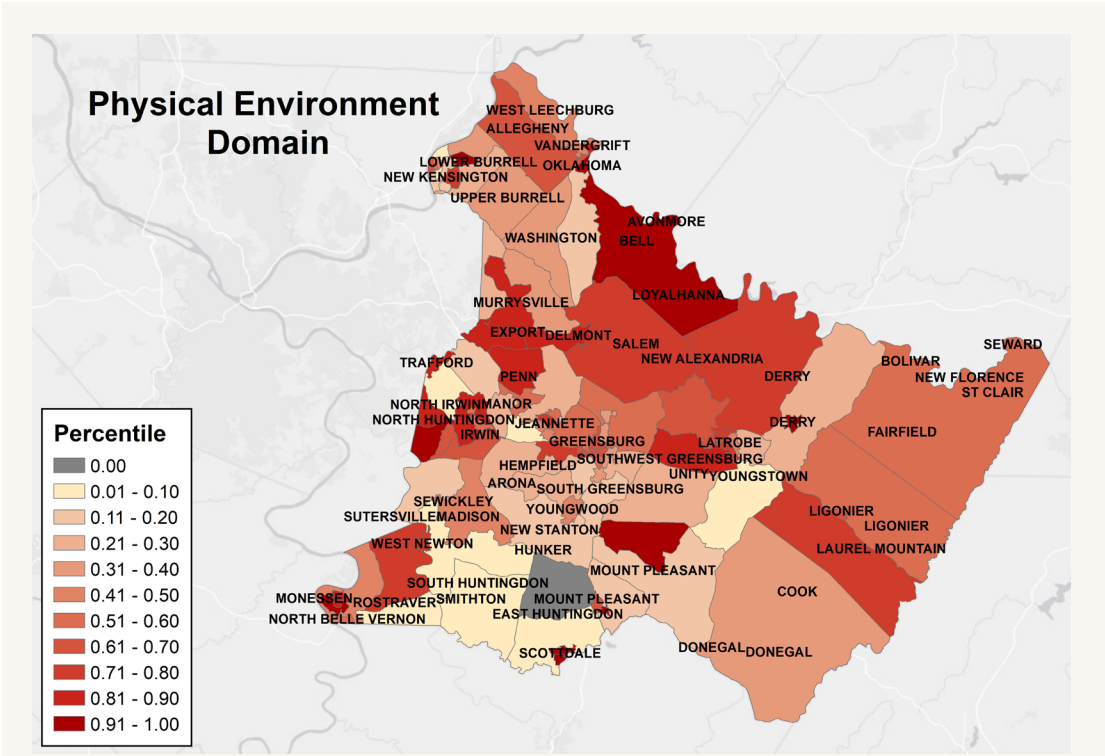 Physical Environment
Domain
WEST LEECHBURG
ALLEGHENY
VANDERGRIFT
LOWER BURRELL
OKLAHOMA
NEW KENSINGTON
UPPER BURRELL
AVONMORE
WASHINGTON
BELL
LOYALHANNA
MURRYSVILLE
EXPORT
DELMONT
SALEM
SEWARD
NEW ALEXANDRIA
TRAFFORD
BOLIVAR
PENN
DERRY
NEW FLORENCE
ST CLAIR
NORTH IRWIN
MANOR
NORTH HUNTINGDON
JEANNETTE
DERRY
IRWIN
GREENSBURG
LATROBE
FAIRFIELD
SOUTHWEST GREENSBURG
HEMPFIELD
UNITY
YOUNGSTOWN
ARONA
SOUTH GREENSBURG
SEWICKLEY
YOUNGWOOD
LIGONIER
SUTERSVILLE
MADISON
LIGONIER
NEW STANTON
WEST NEWTON
HUNKER
LAUREL MOUNTAIN
MOUNT PLEASANT
SOUTH HUNTINGDON
COOK
MONESSEN
ROSTRAVER
SMITHTON
MOUNT PLEASANT
EAST HUNTINGDON
NORTH BELLE VERNON
DONEGAL
DONEGAL
SCOTTDALE
Percentile
0.00
0.01 - 0.10
0.11 - 0.20
0.21 - 0.30
0.31 - 0.40
0.41 - 0.50
0.51 - 0.60
0.61 - 0.70
0.71 - 0.80
0.81 - 0.90
0.91 - 1.00